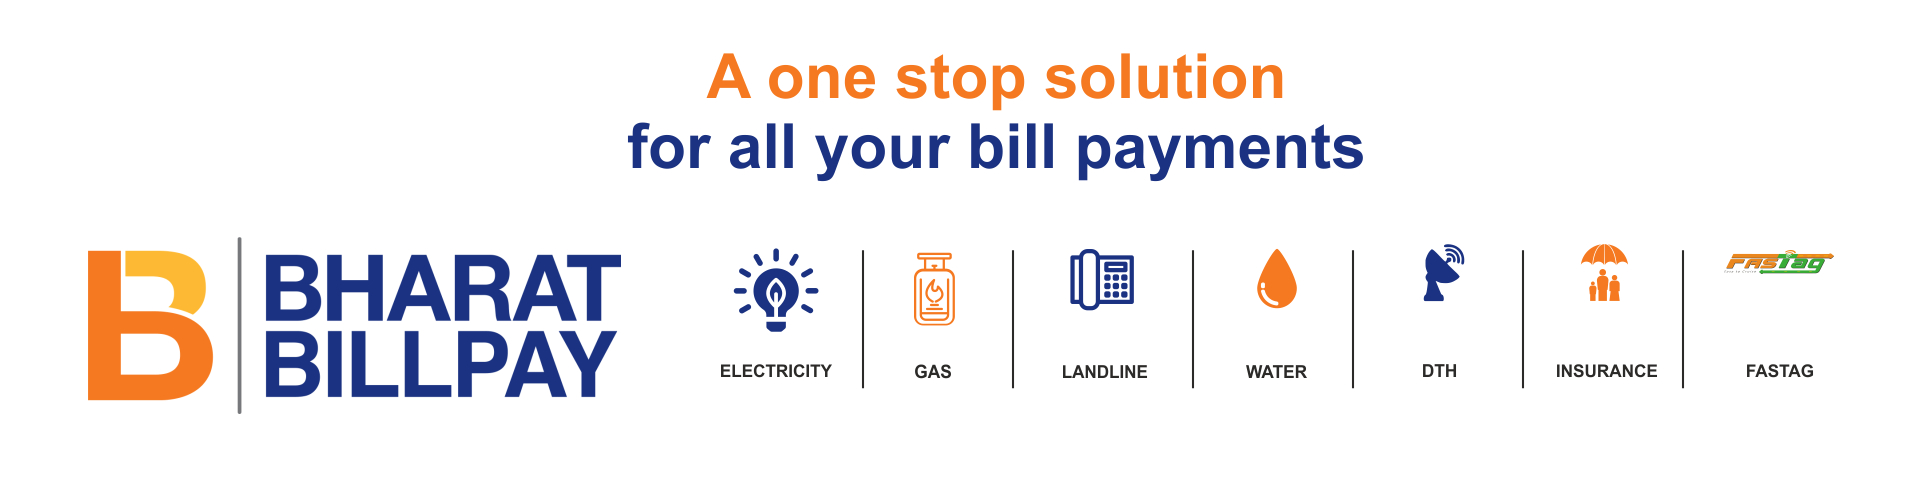 A one stop solution
for all your bill payments
B
BHARAT
BILLPAY
ELECTRICITY
GAS
LANDLINE
WATER
DTH
INSURANCE
FASTag
FASTAG